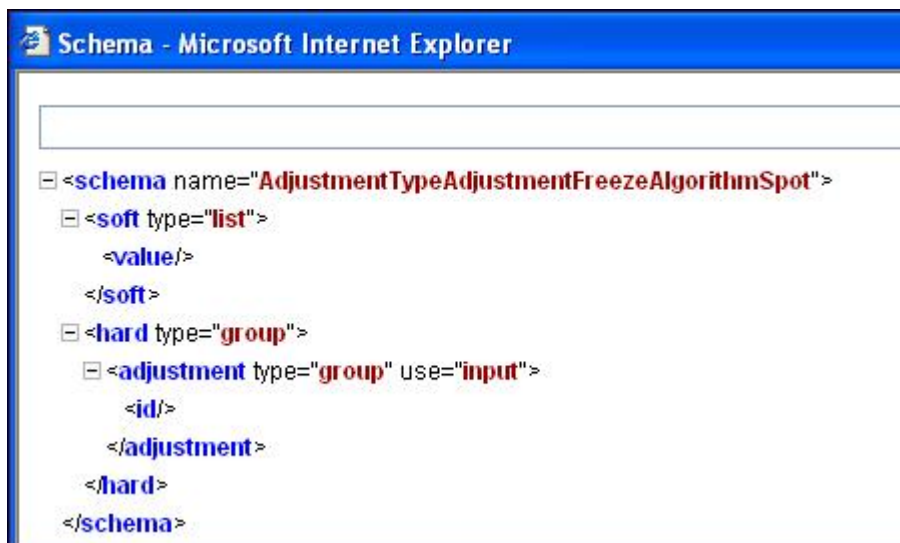 Schema - Microsoft Internet Explorer
<schema name="AdjustmentTypeAdjustmentFreezeAlgorithmSpot">
<soft type="list">
<value/>
</soft>
<hard type="group">
<adjustment type="group" use="input">
<id/>
</adjustment>
</hard>
</schema>